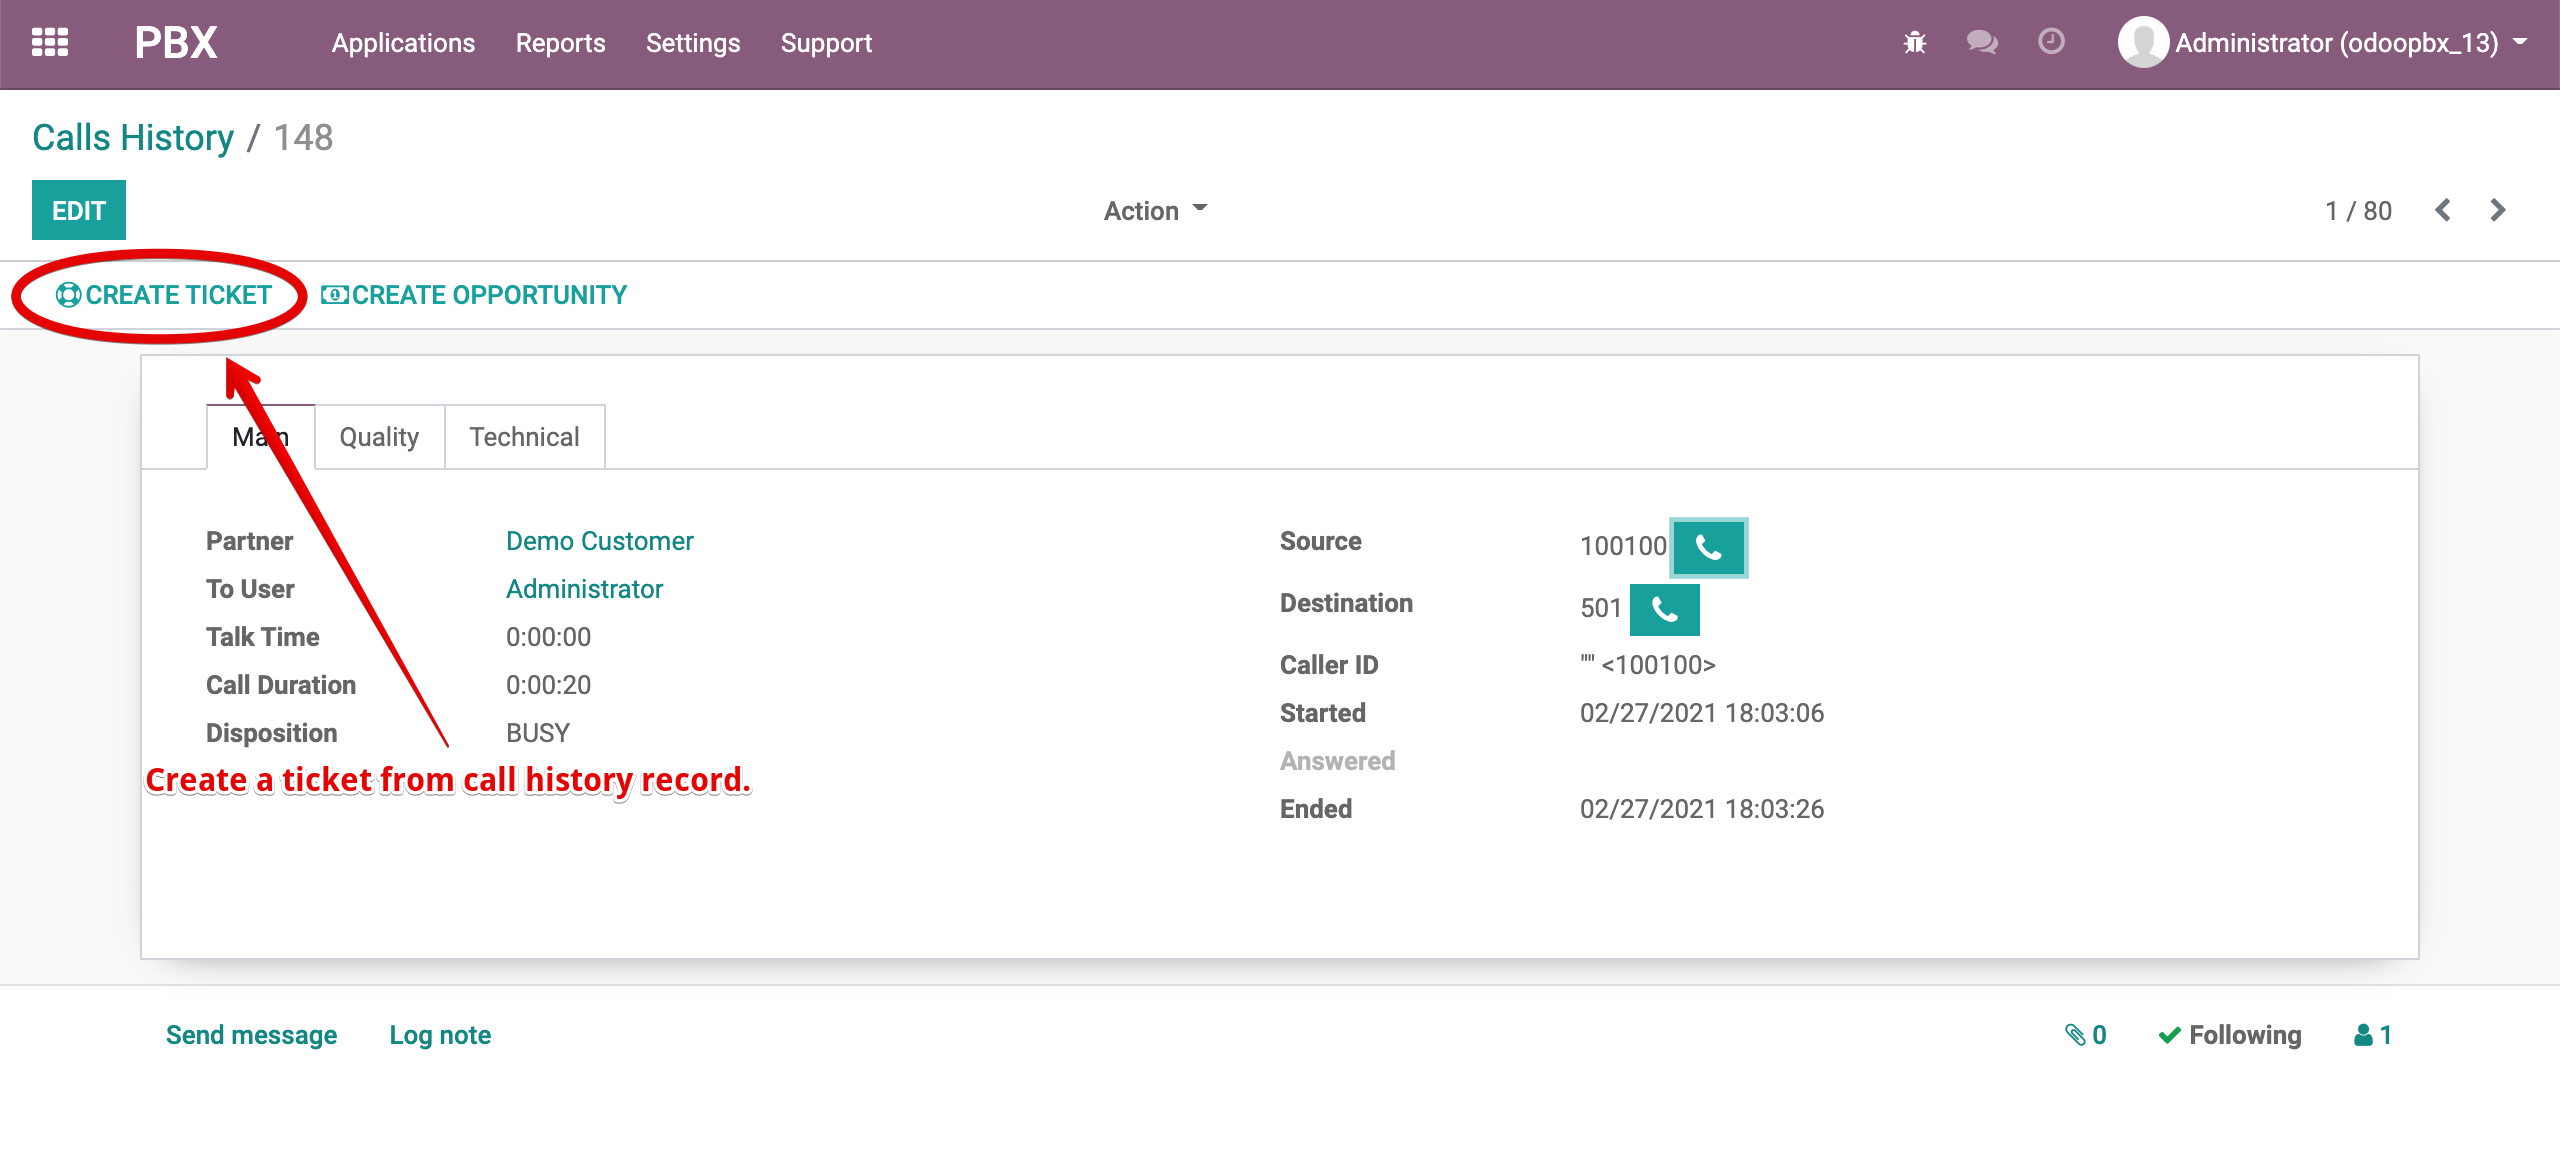 PBX Applications Reports Settings Support Administrator (odoopbx_13)
Calls History / 148
EDIT Action 1 / 80
CREATE TICKET CREATE OPPORTUNITY
Main Quality Technical
Partner Demo Customer
To User Administrator
Talk Time 0:00:00
Call Duration 0:00:20
Disposition BUSY
Create a ticket from call history record.
Source 100100
Destination 501
Caller ID "" <100100>
Started 02/27/2021 18:03:06
Answered
Ended 02/27/2021 18:03:26
Send message Log note 0 Following 1